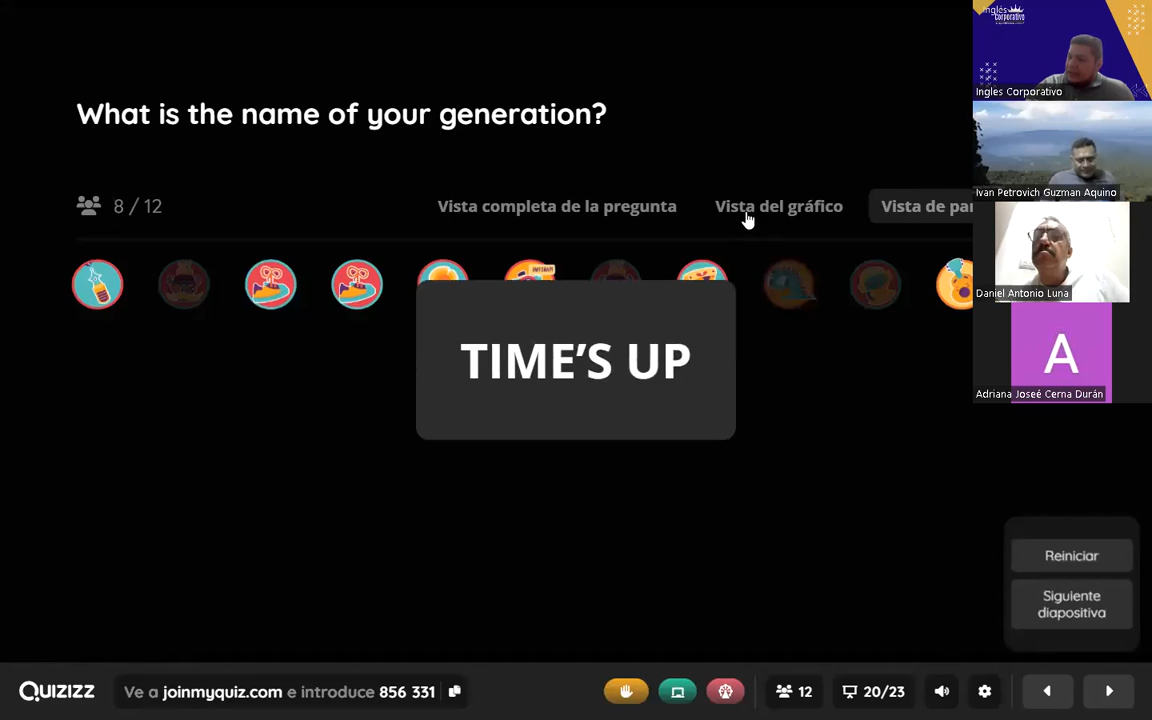 Inglés
Corporativo
Ingles Corporativo
What is the name of your generation?
Ivan Petrovich Guzman Aquino
8 / 12
Vista completa de la pregunta
Vista del gráfico
Vista de par
Daniel Antonio Luna
TIME'S UP
Adriana Joseé Cerna Durán
Reiniciar
Siguiente
diapositiva
QUIZIZZ
Ve a joinmyquiz.com e introduce 856 331
12
20/23
A